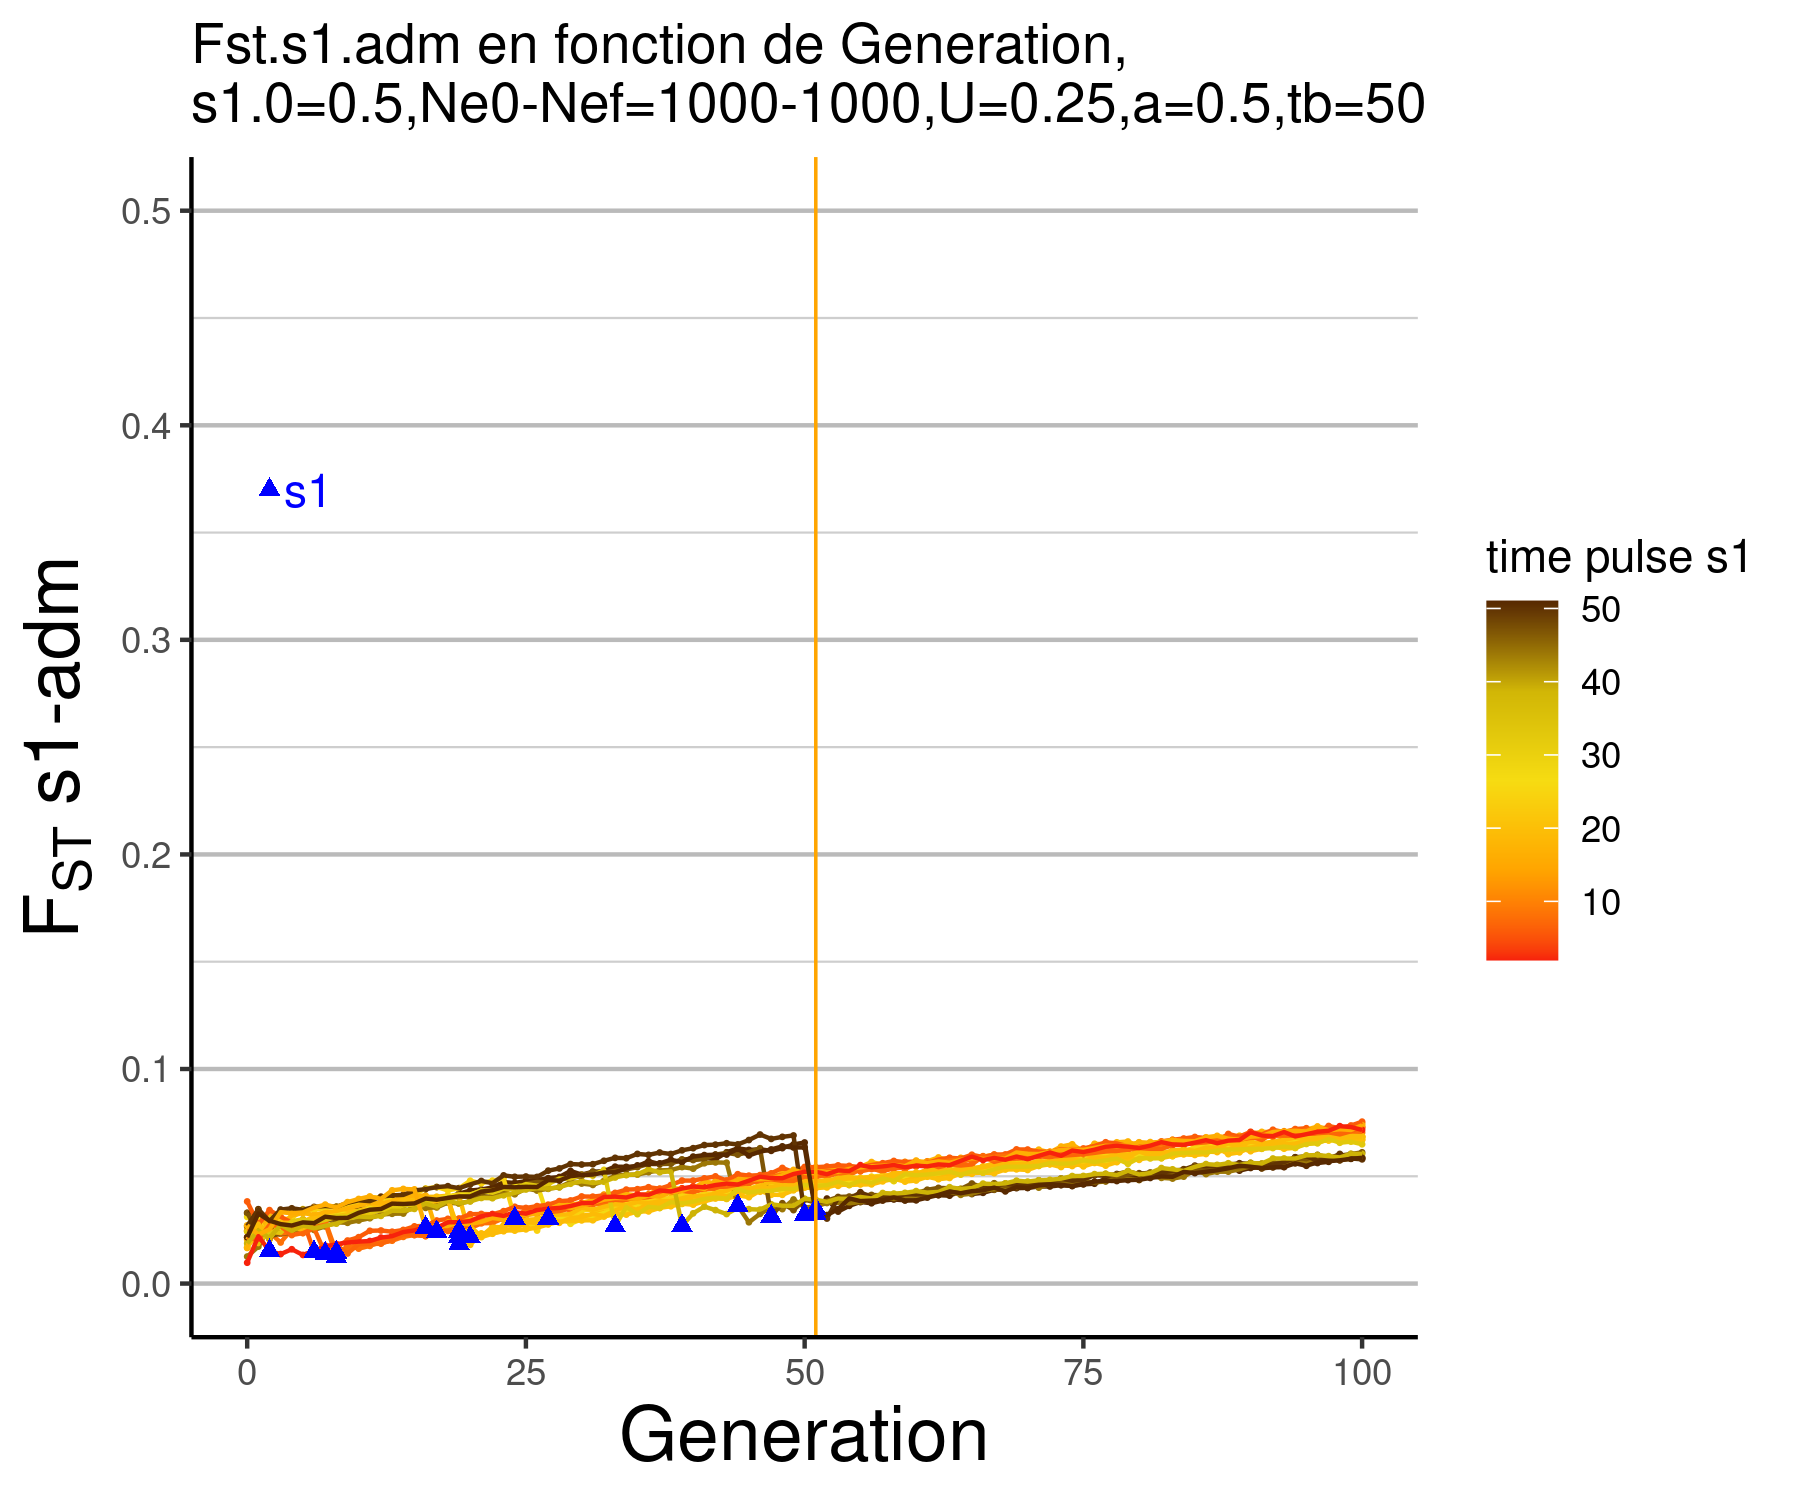 Fst.s1.adm en fonction de Generation,
s1.0=0.5,Ne0-Nef=1000-1000,U=0.25,a=0.5,tb=50
0.5
0.4
0.3
0.2
0.1
0.0
FST s1-adm
s1
0
25
50
75
100
Generation
time pulse s1
50
40
30
20
10